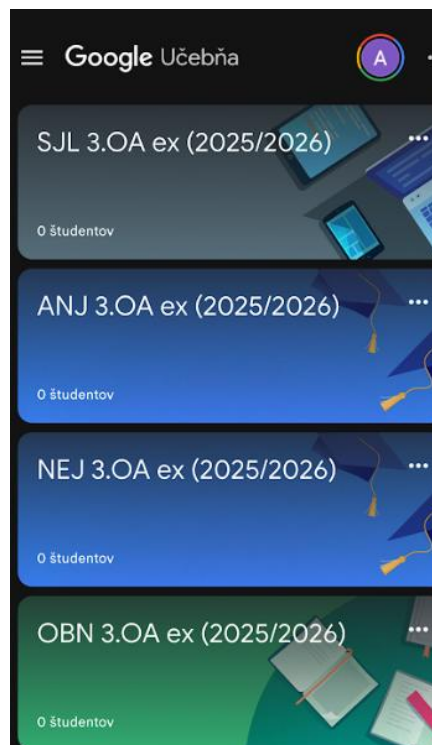 Google Učebňa
A
SJL 3.OA ex (2025/2026)
0 študentov
ANJ 3.OA ex (2025/2026)
0 študentov
NEJ 3.OA ex (2025/2026)
0 študentov
OBN 3.OA ex (2025/2026)
0 študentov